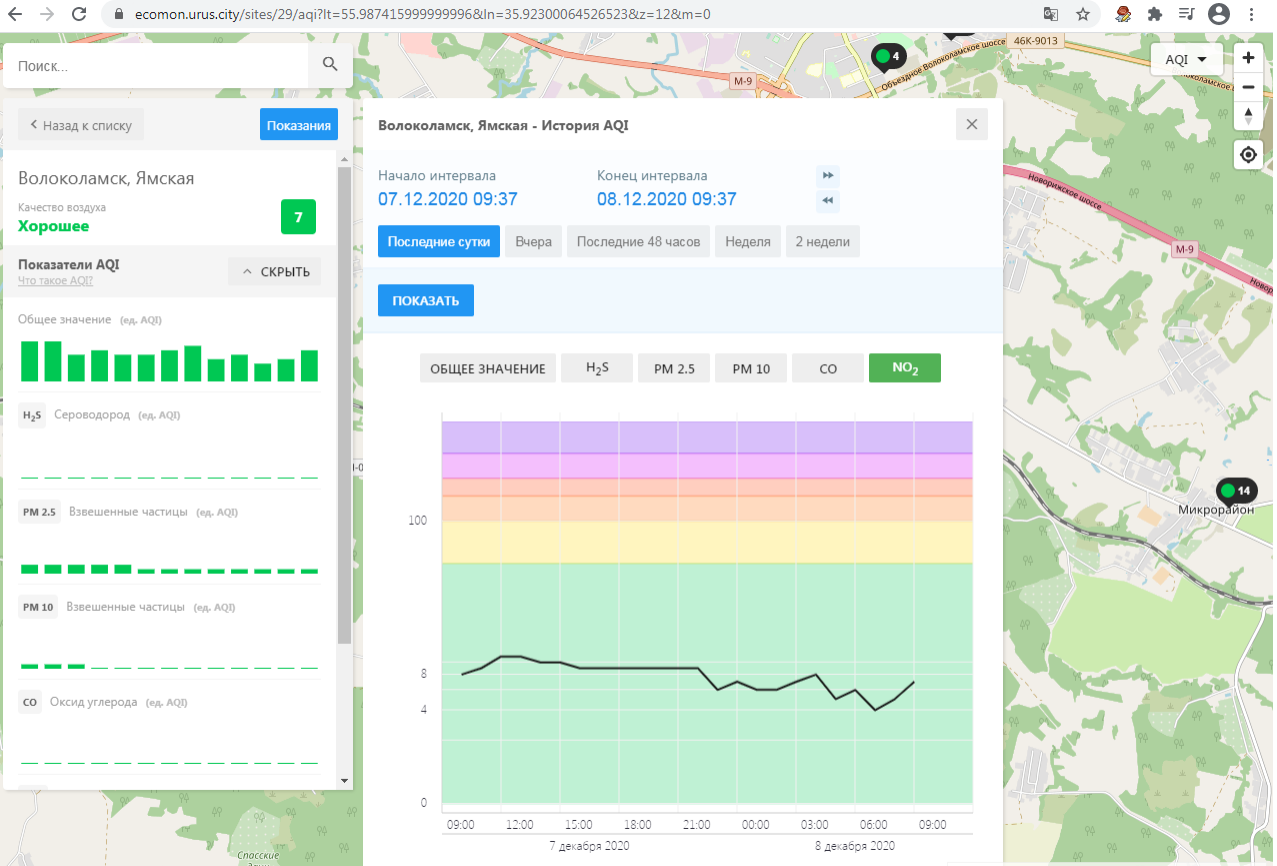 ecomon.urus.city/sites/29/aqi?lt=55.987415999999996&ln=35.92300064526523&z=12&m=0
Поиск...
4
46К-9013
Объездное Волоколамское шоссе
М-9
AQI
Назад к списку
Показания
Волоколамск, Ямская - История AQI
Волоколамск, Ямская
Качество воздуха
Хорошее
7
Начало интервала
07.12.2020 09:37
Конец интервала
08.12.2020 09:37
Последние сутки
Вчера
Последние 48 часов
Неделя
2 недели
Новорижское шоссе
М-9
Показатели AQI
Что такое AQI?
СКРЫТЬ
ПОКАЗАТЬ
Общее значение (ед. AQI)
ОБЩЕЕ ЗНАЧЕНИЕ
H2S
PM 2.5
PM 10
CO
NO2
H2S Сероводород (ед. AQI)
PM 2.5 Взвешенные частицы (ед. AQI)
PM 10 Взвешенные частицы (ед. AQI)
CO Оксид углерода (ед. AQI)
100
8
4
0
09:00
12:00
15:00
18:00
21:00
00:00
03:00
06:00
09:00
7 декабря 2020
8 декабря 2020
14
Микрорайон
Спасские